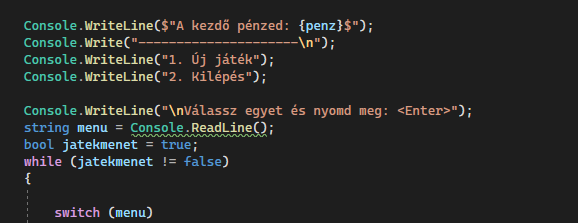 Console.WriteLine($"A kezdő pénzed: {penz}$");
Console.Write("---------------------\n");
Console.WriteLine("1. Új játék");
Console.WriteLine("2. Kilépés");
Console.WriteLine("\nVálassz egyet és nyomd meg: <Enter>");
string menu = Console.ReadLine();
bool jatekmenet = true;
while (jatekmenet != false)
{
switch (menu)